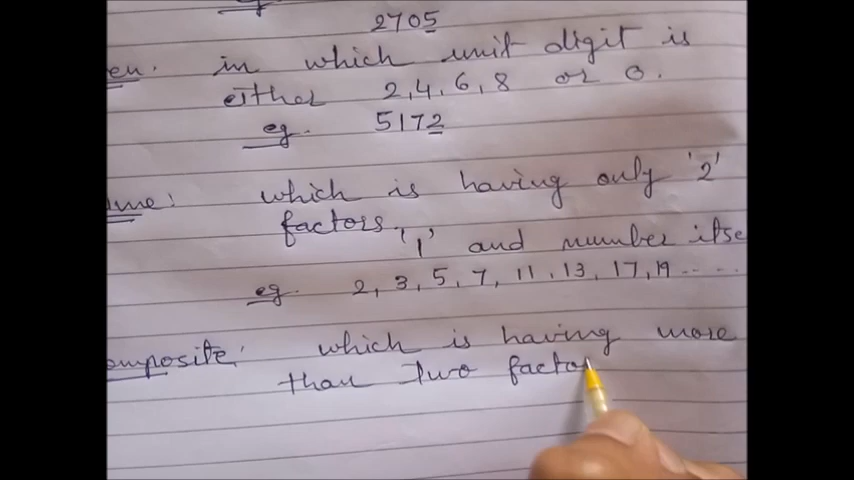 2705
en: in which unit digit is
either 2,4,6,8 or 0.
eg. 5172
ime: which is having only '2'
factors. '1' and number itse
eg. 2, 3, 5, 7, 11, 13, 17, 19 .....
omposite: which is having more
than Two facto